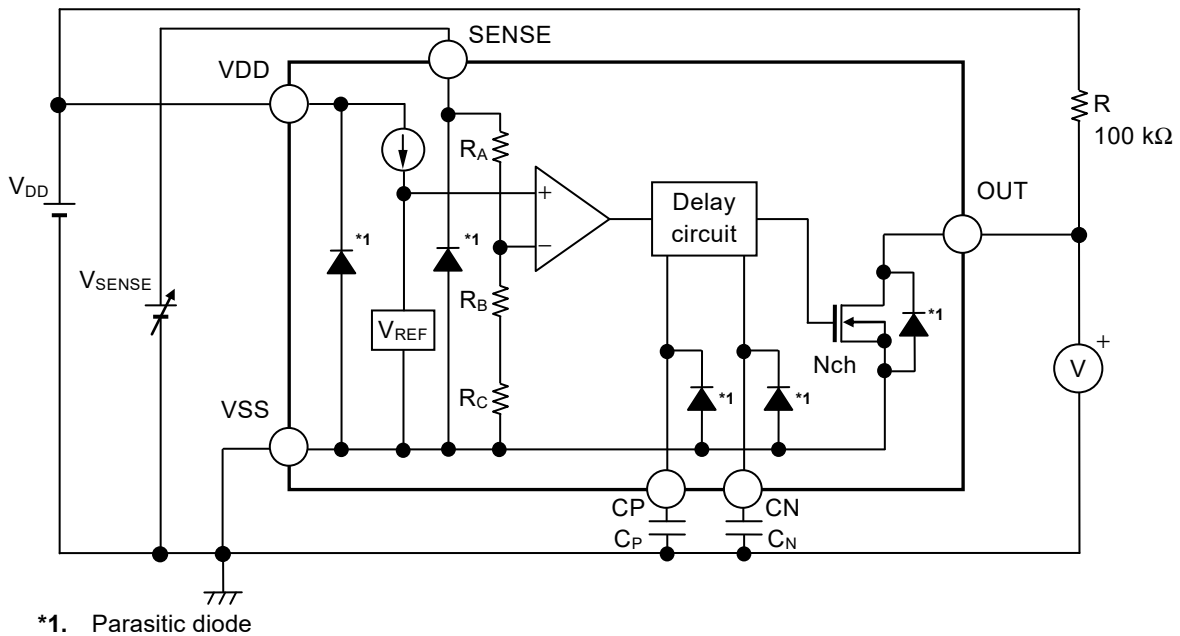 SENSE
VDD
R
100 kΩ
RA
VDD
+
−
Delay
circuit
OUT
*1
*1
VSENSE
RB
*1
VREF
Nch
+
V
RC
*1
*1
VSS
CP
CN
CP
CN
*1. Parasitic diode